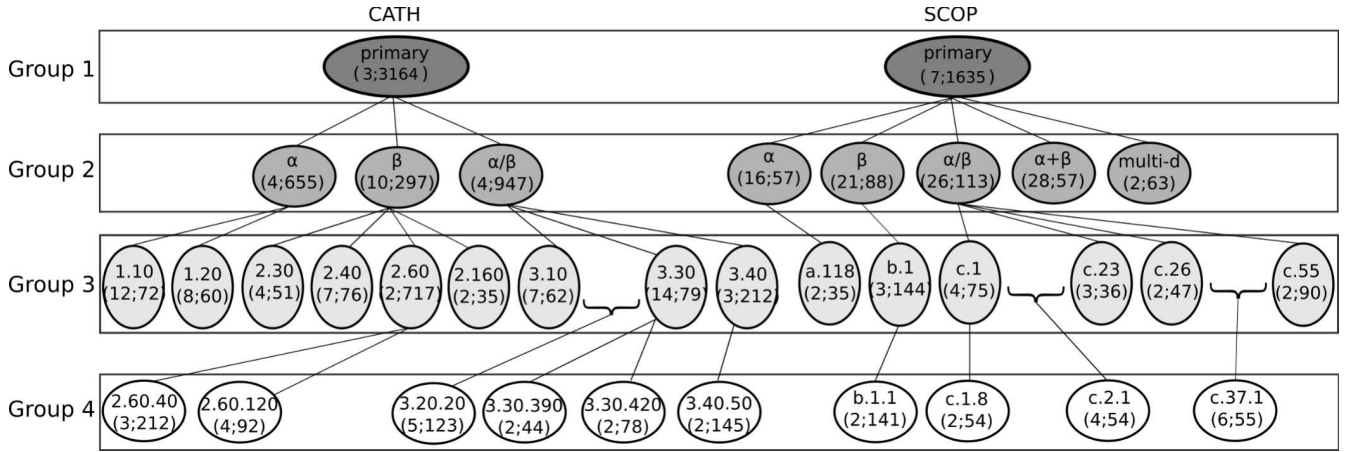 CATH SCOP
Group 1
primary
(3;3164)
primary
(7;1635)
Group 2
α
(4;655)
β
(10;297)
α/β
(4;947)
α
(16;57)
β
(21;88)
α/β
(26;113)
α+β
(28;57)
multi-d
(2;63)
Group 3
1.10
(12;72)
1.20
(8;60)
2.30
(4;51)
2.40
(7;76)
2.60
(2;717)
2.160
(2;35)
3.10
(7;62)
3.30
(14;79)
3.40
(3;212)
a.118
(2;35)
b.1
(3;144)
c.1
(4;75)
c.23
(3;36)
c.26
(2;47)
c.55
(2;90)
Group 4
2.60.40
(3;212)
2.60.120
(4;92)
3.20.20
(5;123)
3.30.390
(2;44)
3.30.420
(2;78)
3.40.50
(2;145)
b.1.1
(2;141)
c.1.8
(2;54)
c.2.1
(4;54)
c.37.1
(6;55)